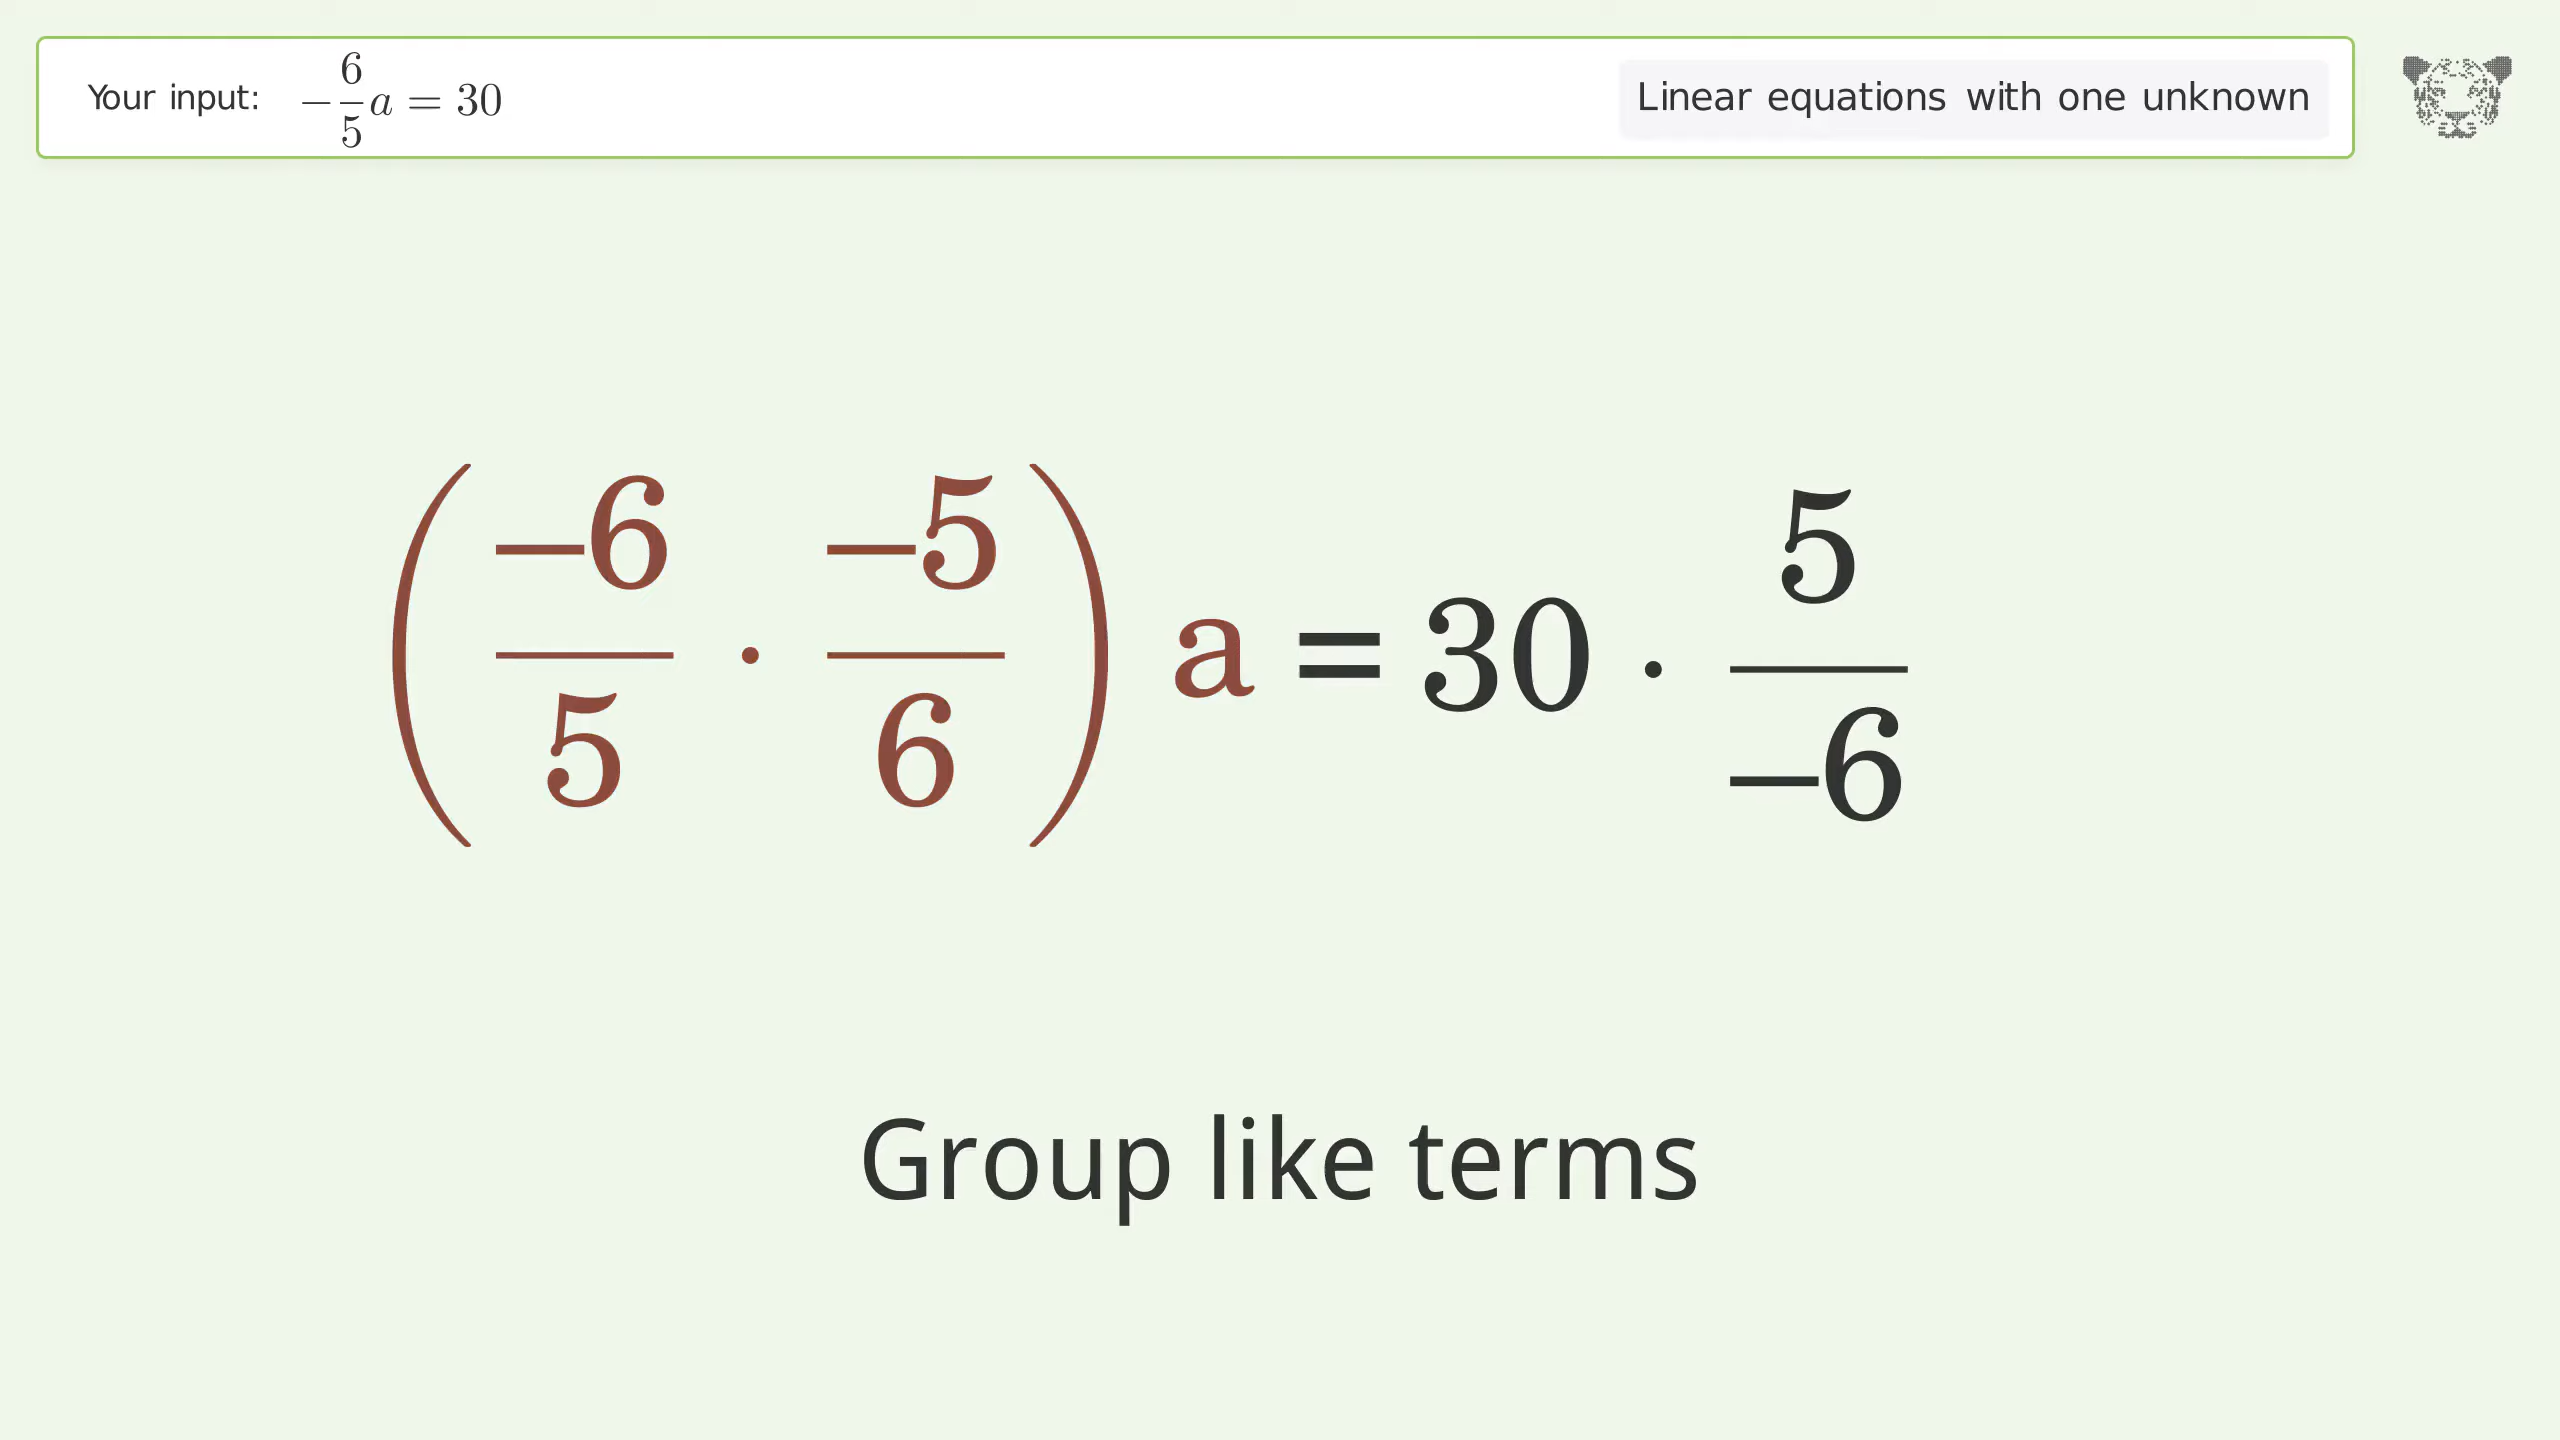 Your input: −6/5 a = 30
Linear equations with one unknown
(−6/5 · −5/6) a = 30 · 5/−6
Group like terms